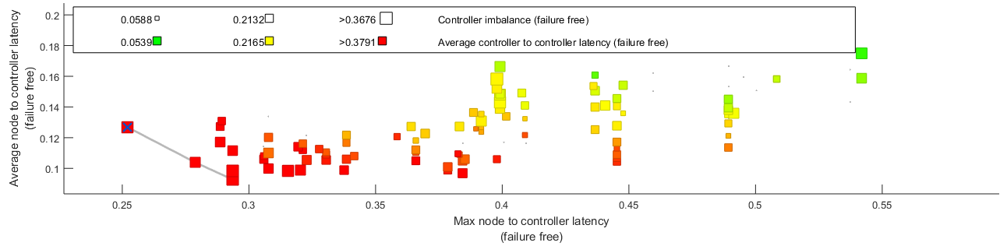 0.2
0.18
0.16
0.14
0.12
0.1
Average node to controller latency
(failure free)
0.0588 0.2132 >0.3676 Controller imbalance (failure free)
0.0539 0.2165 >0.3791 Average controller to controller latency (failure free)
0.25 0.3 0.35 0.4 0.45 0.5 0.55
Max node to controller latency
(failure free)